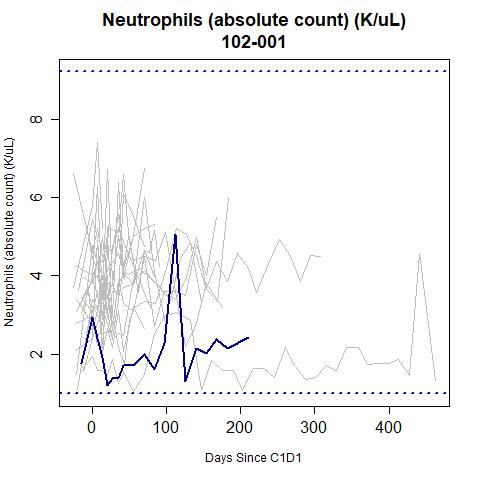 Neutrophils (absolute count) (K/uL)
102-001
Neutrophils (absolute count) (K/uL)
8
6
4
2
0 100 200 300 400
Days Since C1D1